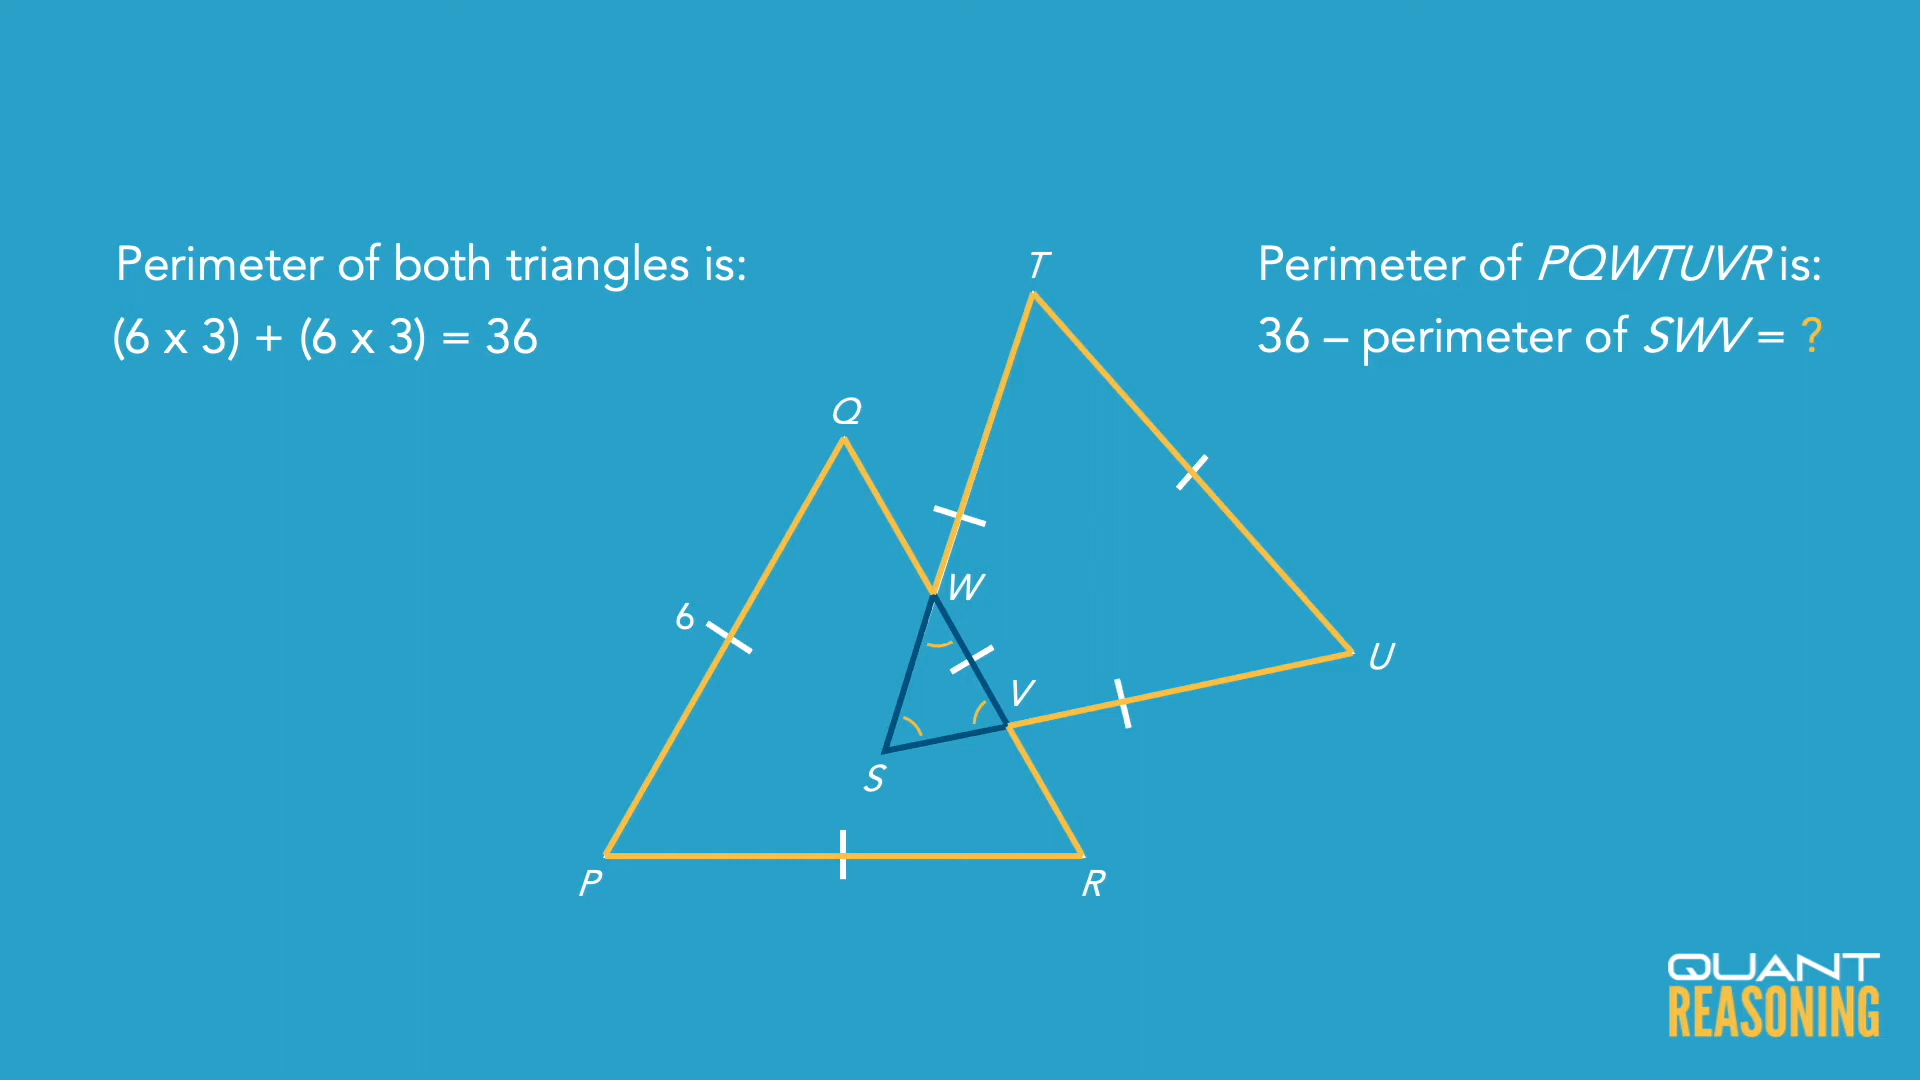 Perimeter of both triangles is:
(6 x 3) + (6 x 3) = 36
Perimeter of PQWTUVR is:
36 – perimeter of SWV = ?
T
Q
W
6
U
V
S
P
R
QUANT
REASONING